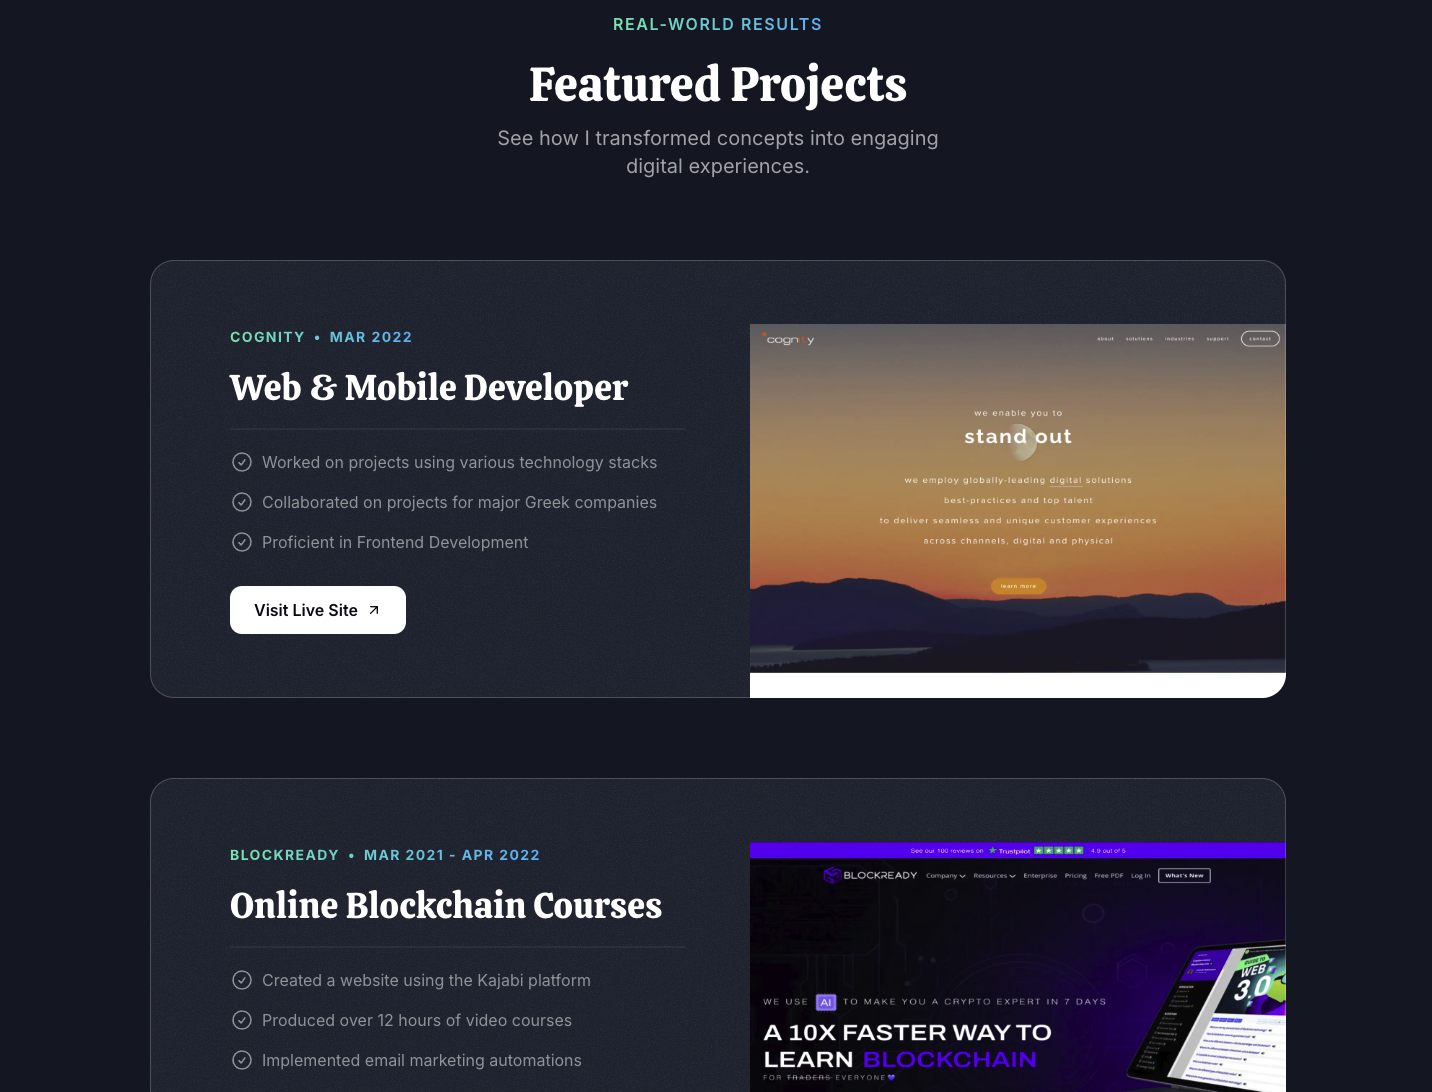 REAL-WORLD RESULTS
Featured Projects
See how I transformed concepts into engaging
digital experiences.
COGNITY • MAR 2022
Web & Mobile Developer
Worked on projects using various technology stacks
Collaborated on projects for major Greek companies
Proficient in Frontend Development
Visit Live Site
cognity
about solutions industries support contact
we enable you to
stand out
we employ globally-leading digital solutions
best-practices and top talent
to deliver seamless and unique customer experiences
across channels, digital and physical
learn more
BLOCKREADY • MAR 2021 - APR 2022
Online Blockchain Courses
Created a website using the Kajabi platform
Produced over 12 hours of video courses
Implemented email marketing automations
See our 100 reviews on Trustpilot 4.9 out of 5
BLOCKREADY Company Resources Enterprise Pricing Free PDF Log In What's New
WE USE AI TO MAKE YOU A CRYPTO EXPERT IN 7 DAYS
A 10X FASTER WAY TO
LEARN BLOCKCHAIN
FOR TRADERS EVERYONE
GUIDE TO
WEB
3.0